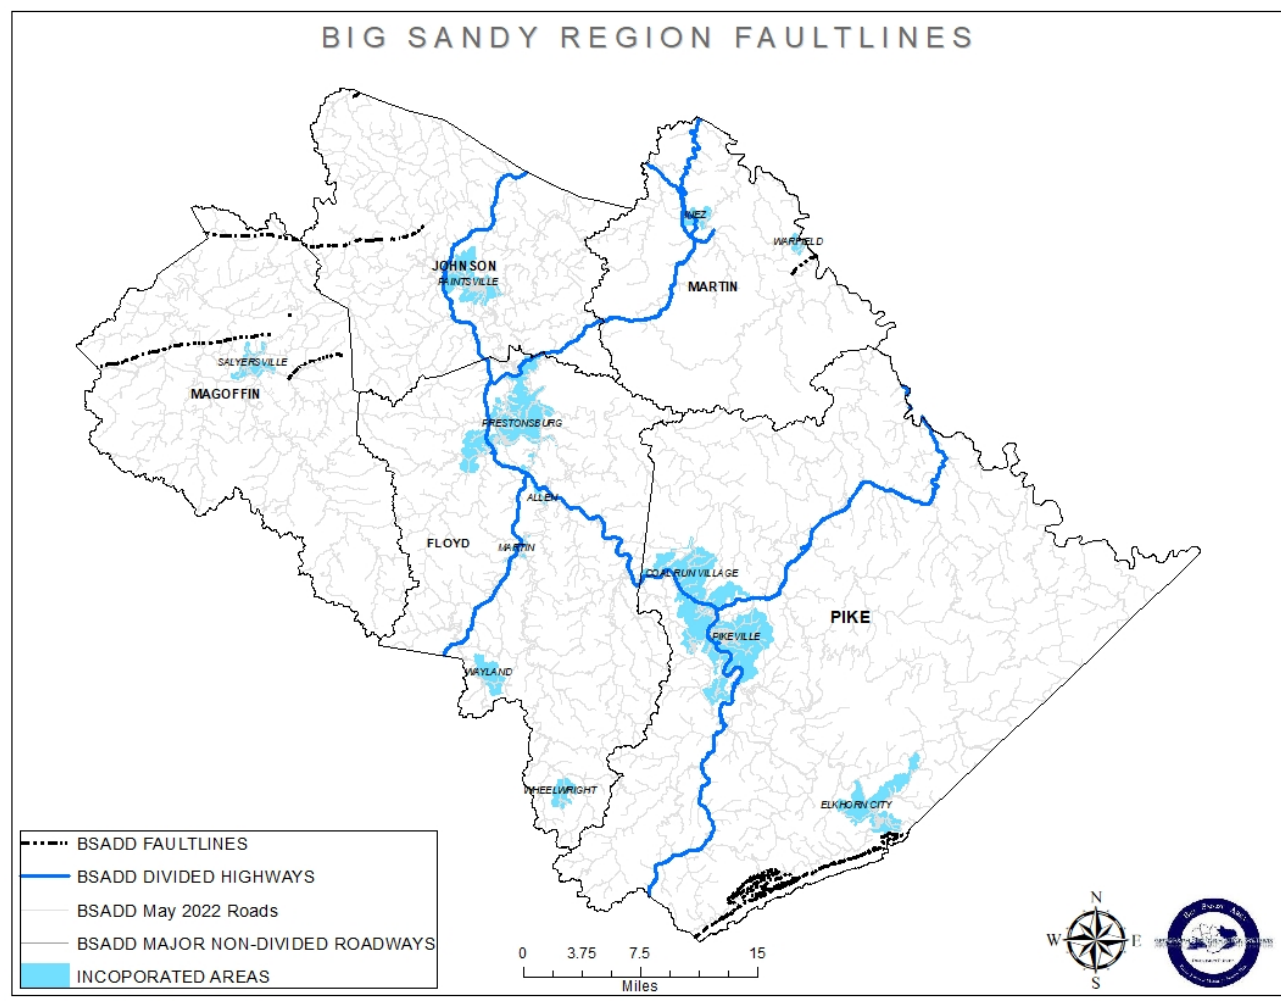 BIG SANDY REGION FAULTLINES
INEZ
WARFIELD
JOHNSON
PAINTSVILLE
MARTIN
SALYERSVILLE
MAGOFFIN
PRESTONSBURG
ALLEN
FLOYD
MARTIN
COAL RUN VILLAGE
PIKE
PIKEVILLE
WAYLAND
WHEELWRIGHT
ELKHORN CITY
BSADD FAULTLINES
BSADD DIVIDED HIGHWAYS
BSADD May 2022 Roads
BSADD MAJOR NON-DIVIDED ROADWAYS
INCOPORATED AREAS
0 3.75 7.5 15
Miles
N
W E
S